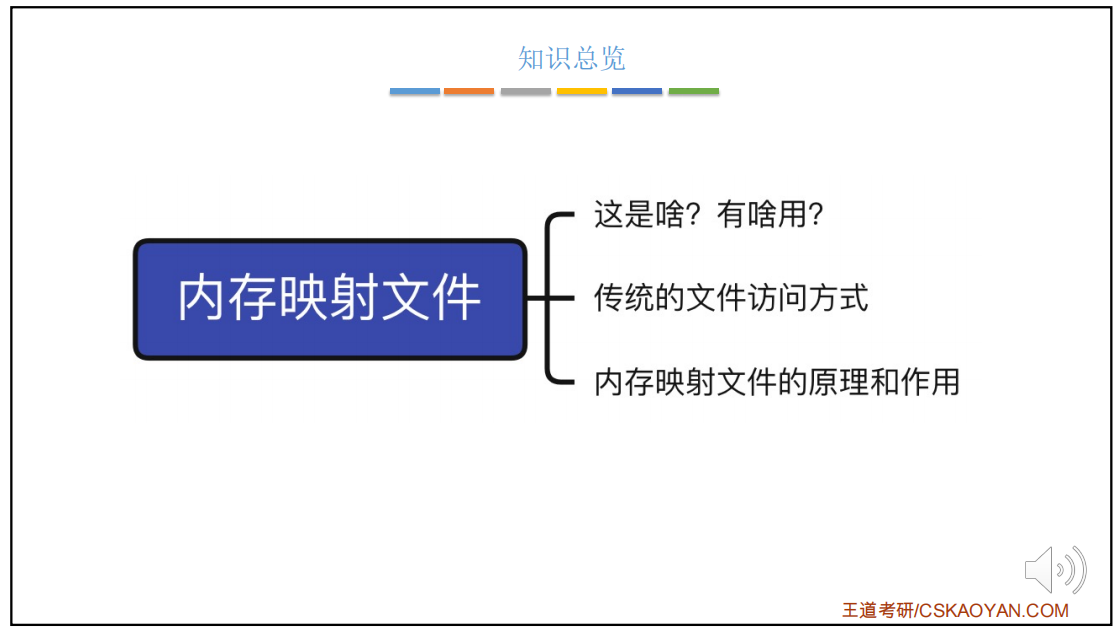 知识总览
这是啥？有啥用？
内存映射文件
传统的文件访问方式
内存映射文件的原理和作用
王道考研/CSKAOYAN.COM